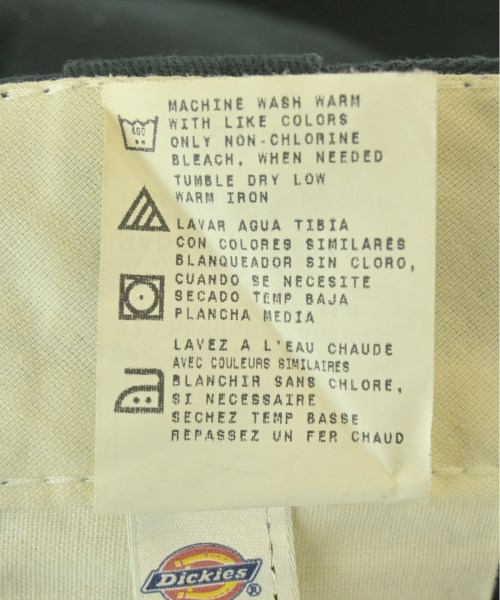 MACHINE WASH WARM
WITH LIKE COLORS
ONLY NON-CHLORINE
BLEACH, WHEN NEEDED
TUMBLE DRY LOW
WARM IRON
LAVAR AGUA TIBIA
CON COLORES SIMILARES
BLANQUEADOR SIN CLORO,
CUANDO SE NECESITE
SECADO TEMP BAJA
PLANCHA MEDIA
LAVEZ A L'EAU CHAUDE
AVEC COULEURS SIMILAIRES
BLANCHIR SANS CHLORE,
SI NECESSAIRE
SECHEZ TEMP BASSE
REPASSEZ UN FER CHAUD
Dickies ®